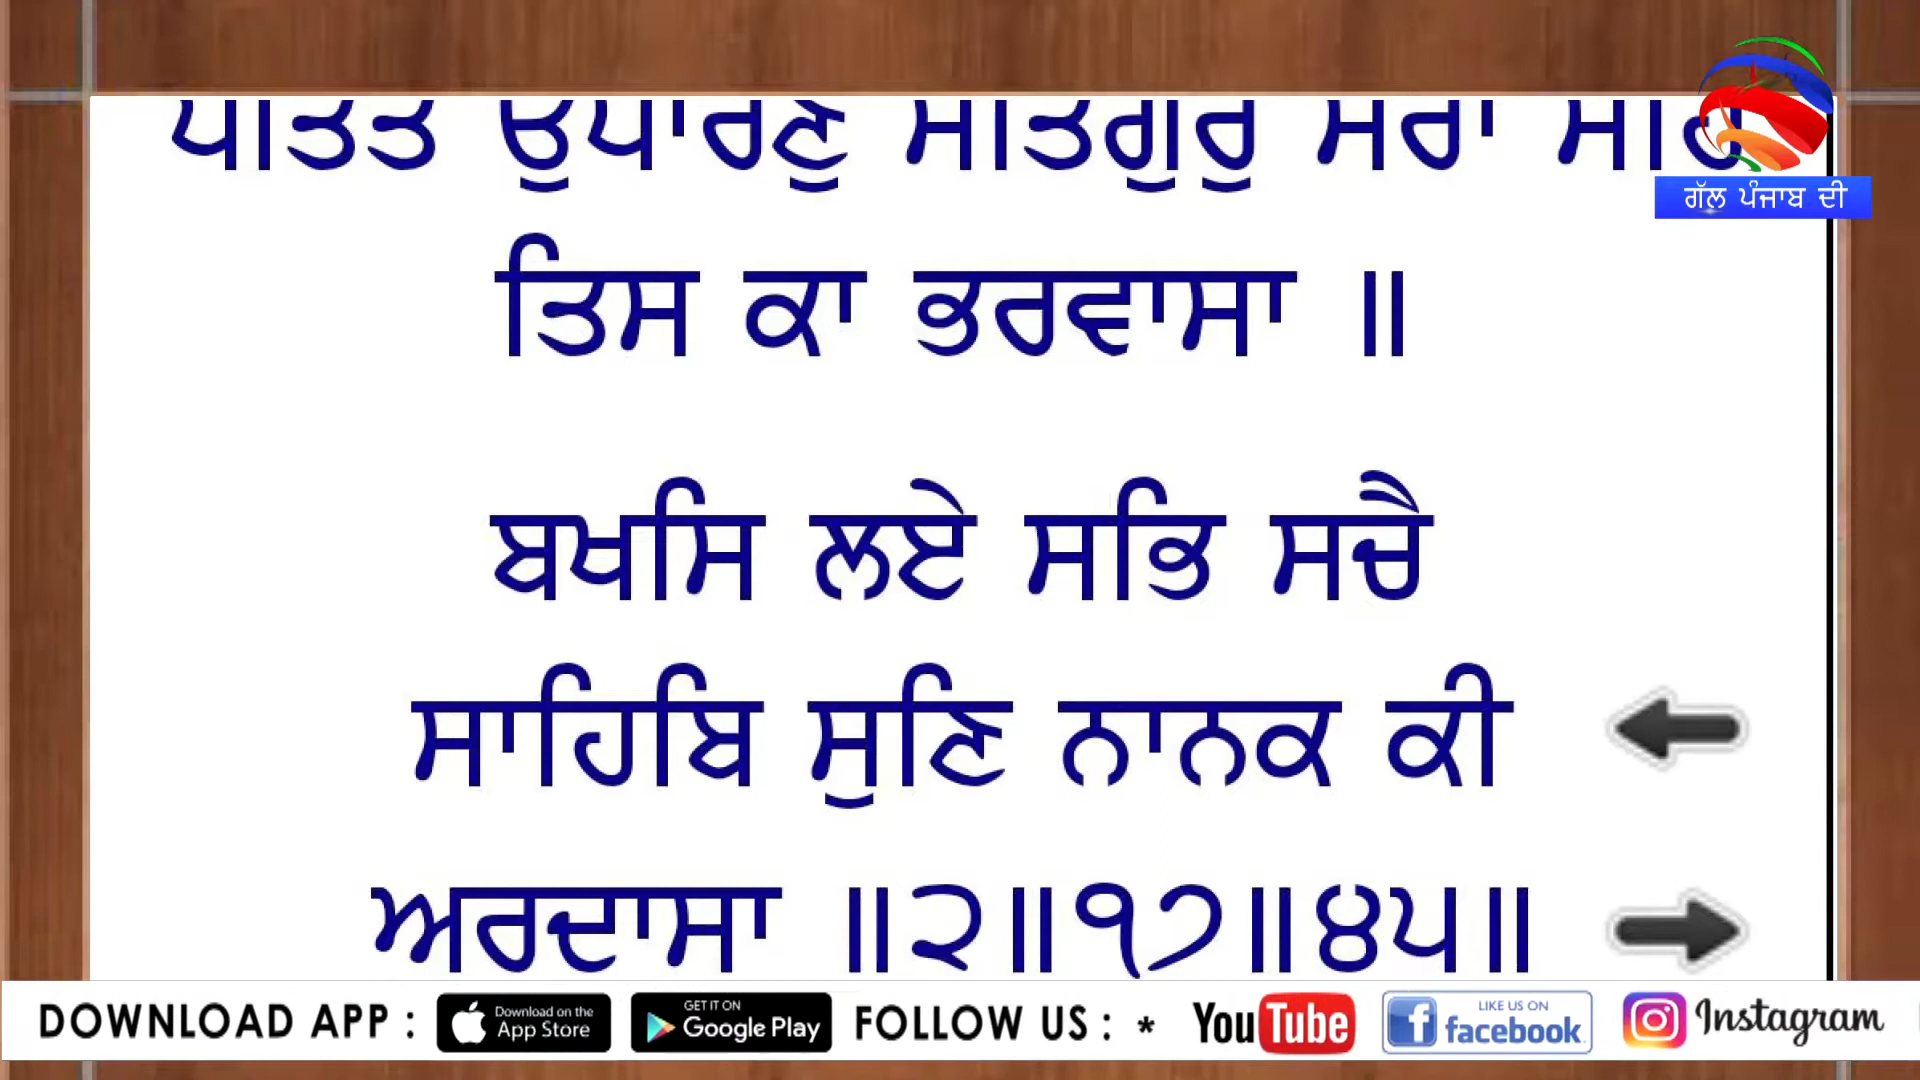 ਪਤਿਤ ਉਧਾਰਣੁ ਸਤਿਗੁਰੁ ਮੇਰਾ ਮੋਹਿ
ਗੱਲ ਪੰਜਾਬ ਦੀ
ਤਿਸ ਕਾ ਭਰਵਾਸਾ ॥
ਬਖਸਿ ਲਏ ਸਭਿ ਸਚੈ
ਸਾਹਿਬਿ ਸੁਣਿ ਨਾਨਕ ਕੀ
ਅਰਦਾਸਾ ॥੨॥੧੭॥੪੫॥
DOWNLOAD APP : Download on the App Store GET IT ON Google Play FOLLOW US : * YouTube LIKE US ON facebook Instagram